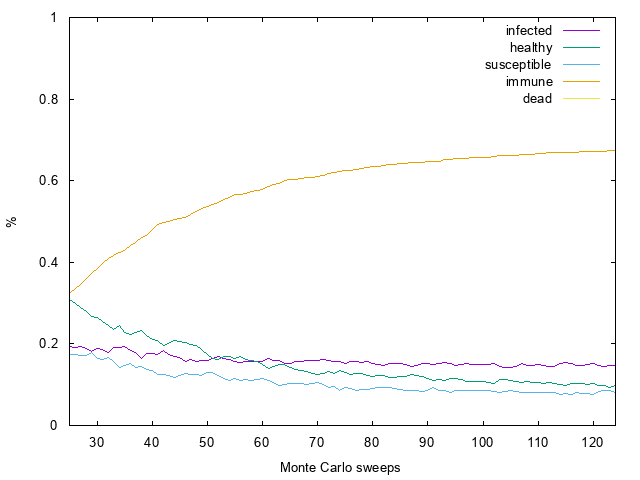 1
infected
healthy
susceptible
immune
dead
0.8
0.6
%
0.4
0.2
0
30 40 50 60 70 80 90 100 110 120
Monte Carlo sweeps